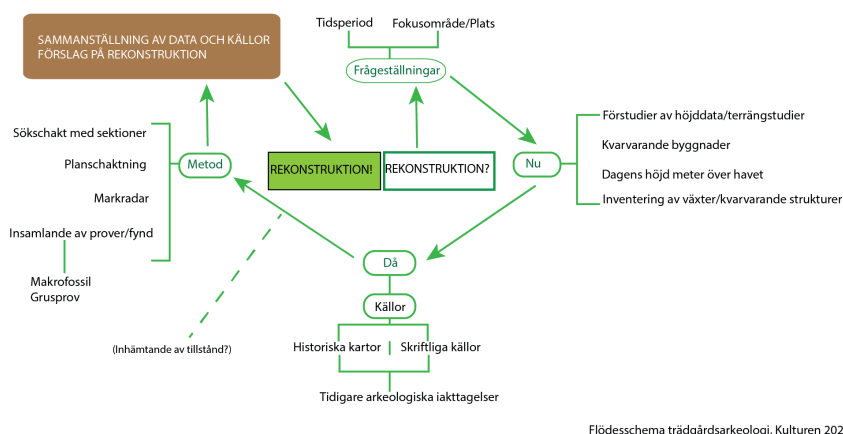 SAMMANSTÄLLNING AV DATA OCH KÄLLOR
FÖRSLAG PÅ REKONSTRUKTION
Tidsperiod
Fokusområde/Plats
Frågeställningar
Sökschakt med sektioner
Planschaktning
Markradar
Insamlande av prover/fynd
Makrofossil
Grusprov
Metod
REKONSTRUKTION!
REKONSTRUKTION?
Nu
Förstudier av höjddata/terrängstudier
Kvarvarande byggnader
Dagens höjd meter över havet
Inventering av växter/kvarvarande strukturer
Då
Källor
Historiska kartor
Skriftliga källor
Tidigare arkeologiska iakttagelser
(Inhämtande av tillstånd?)
Flödesschema trädgårdsarkeologi. Kulturen 202